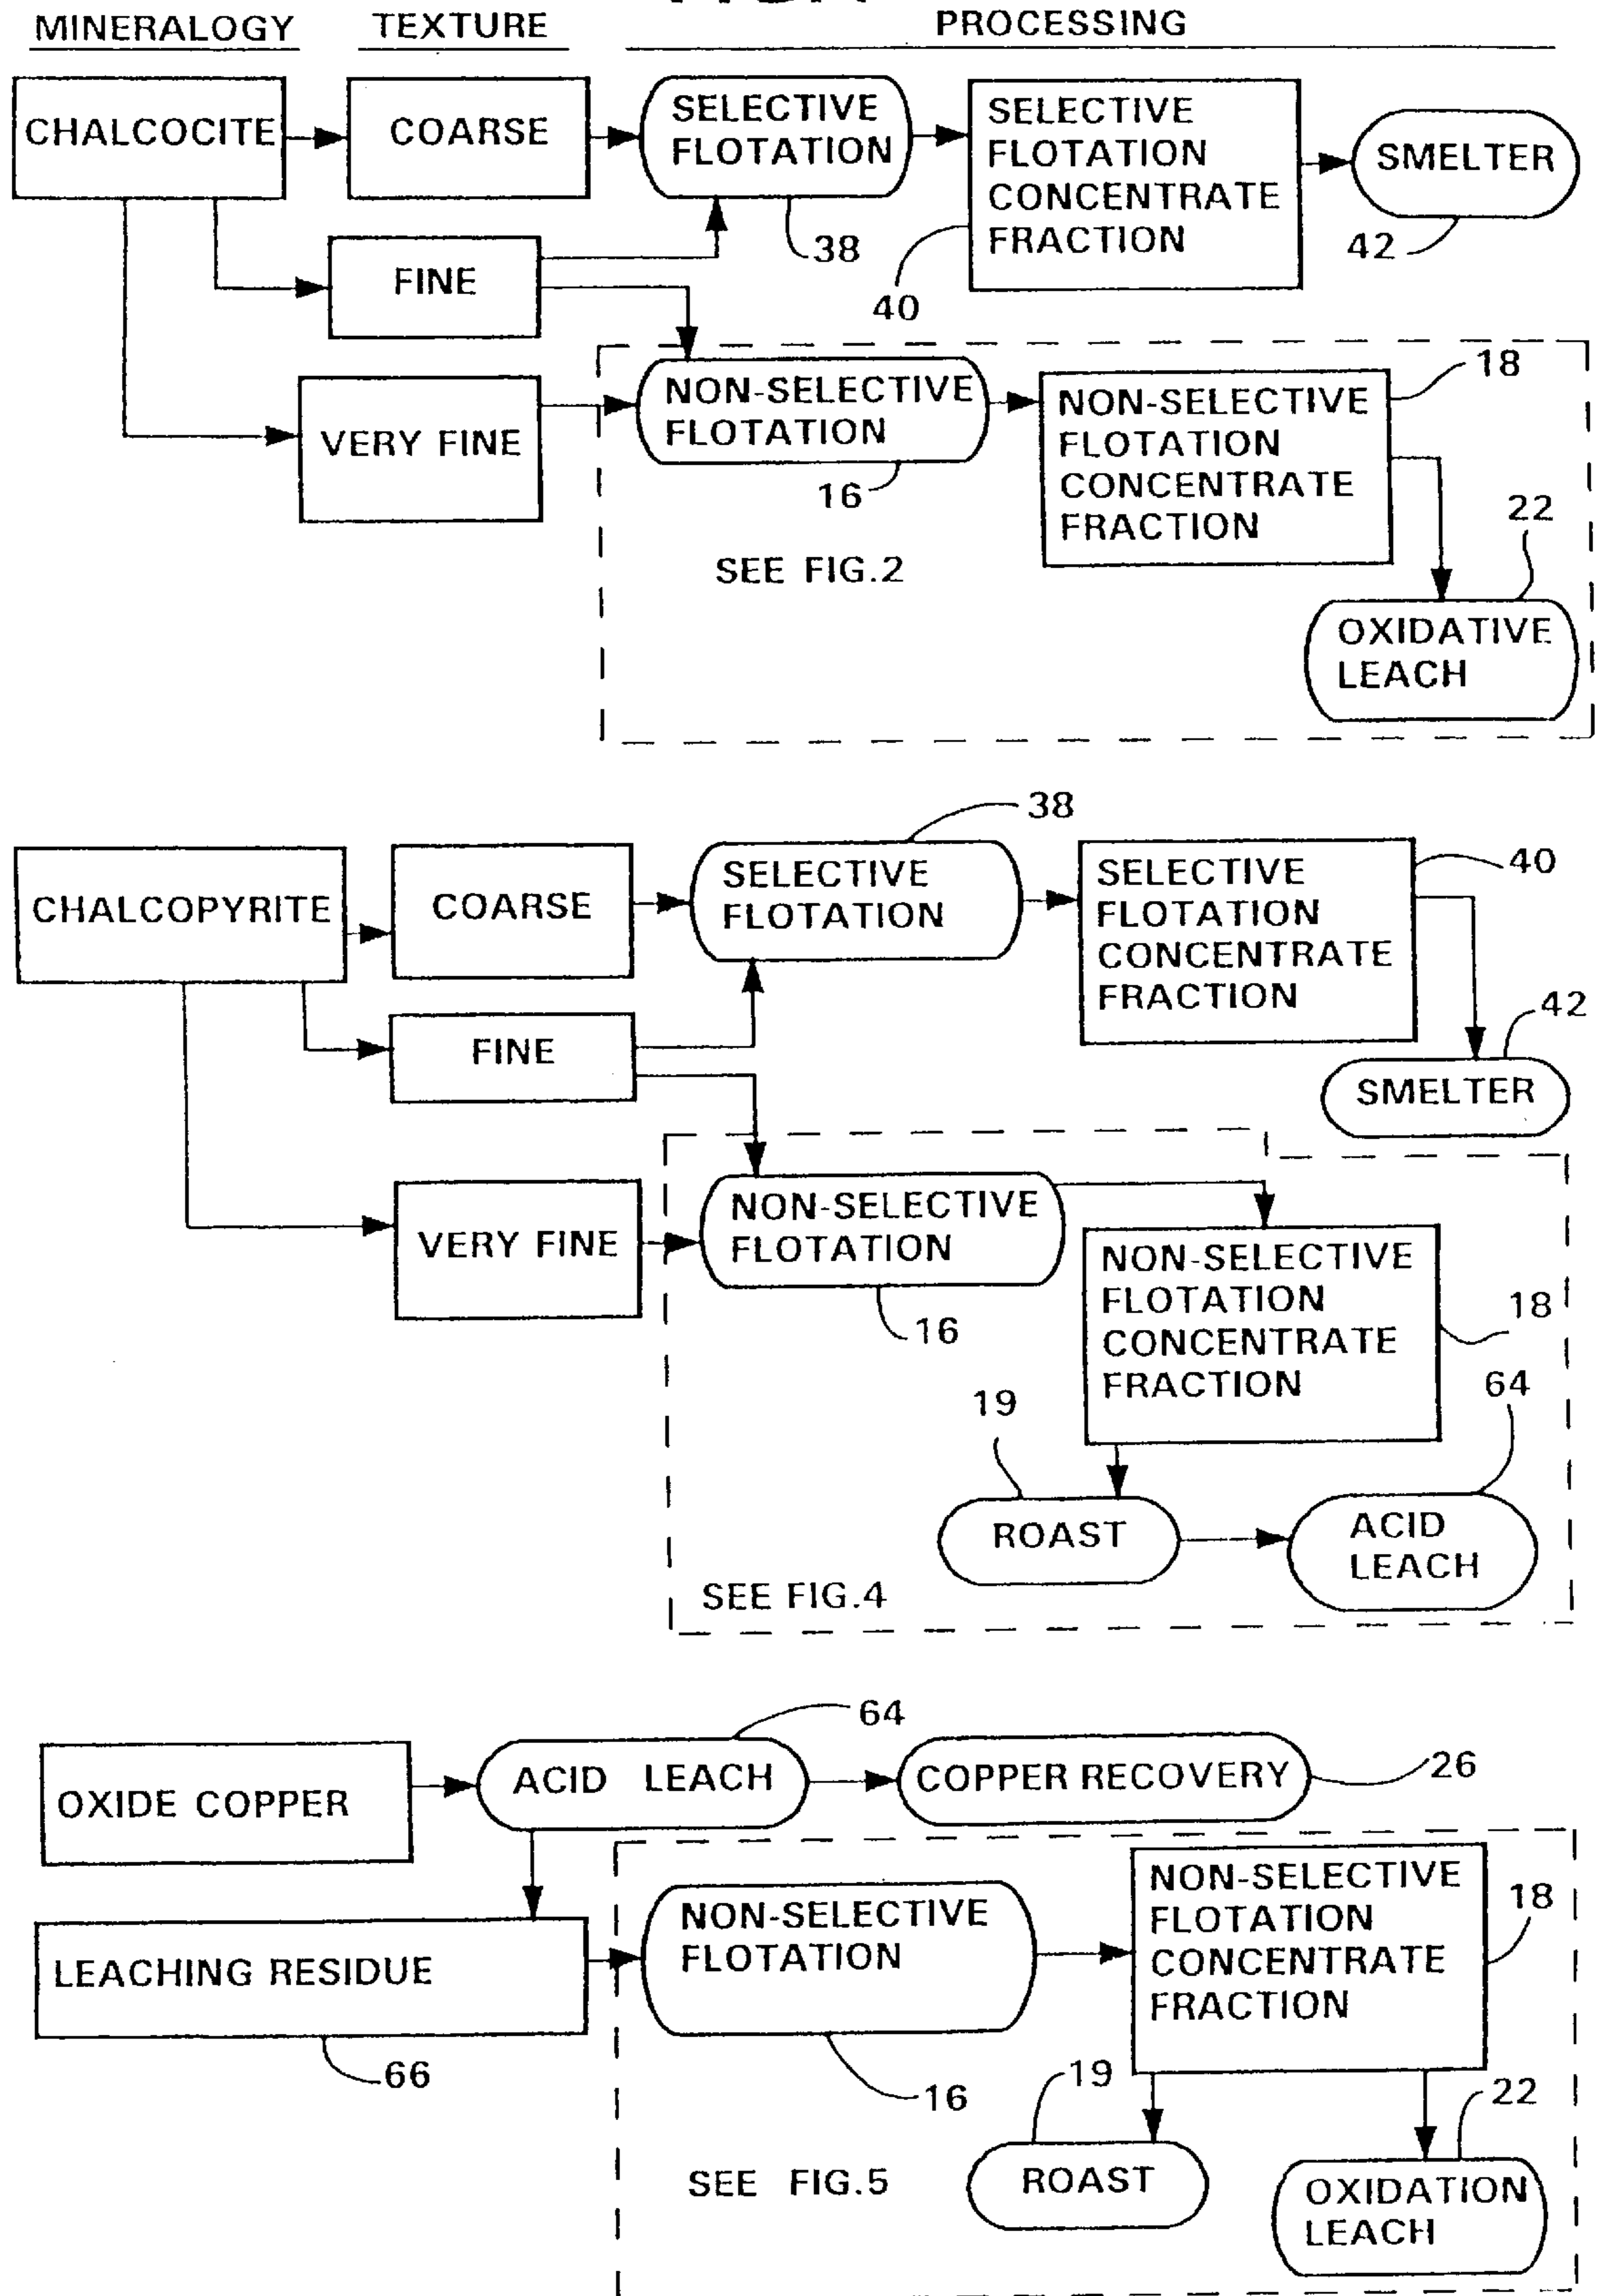 MINERALOGY
TEXTURE
PROCESSING
CHALCOCITE
COARSE
SELECTIVE
FLOTATION
38
SELECTIVE
FLOTATION
CONCENTRATE
FRACTION
40
SMELTER
42
FINE
VERY FINE
NON-SELECTIVE
FLOTATION
16
NON-SELECTIVE
FLOTATION
CONCENTRATE
FRACTION
18
SEE FIG.2
22
OXIDATIVE
LEACH
CHALCOPYRITE
COARSE
SELECTIVE
FLOTATION
38
SELECTIVE
FLOTATION
CONCENTRATE
FRACTION
40
42
SMELTER
FINE
VERY FINE
NON-SELECTIVE
FLOTATION
16
NON-SELECTIVE
FLOTATION
CONCENTRATE
FRACTION
18
19
ROAST
64
ACID
LEACH
SEE FIG.4
OXIDE COPPER
ACID LEACH
64
COPPER RECOVERY
26
LEACHING RESIDUE
66
NON-SELECTIVE
FLOTATION
16
NON-SELECTIVE
FLOTATION
CONCENTRATE
FRACTION
18
19
ROAST
22
OXIDATION
LEACH
SEE FIG.5